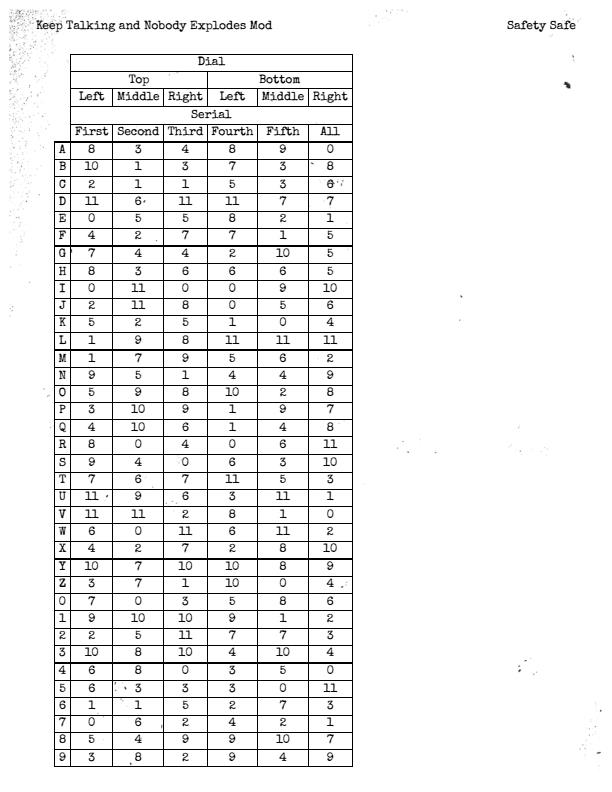 Keep Talking and Nobody Explodes Mod Safety Safe
Dial
Top Bottom
Left Middle Right Left Middle Right
Serial
First Second Third Fourth Fifth All
A 8 3 4 8 9 0
B 10 1 3 7 3 8
C 2 1 1 5 3 6
D 11 6 11 11 7 7
E 0 5 5 8 2 1
F 4 2 7 7 1 5
G 7 4 4 2 10 5
H 8 3 6 6 6 5
I 0 11 0 0 9 10
J 2 11 8 0 5 6
K 5 2 5 1 0 4
L 1 9 8 11 11 11
M 1 7 9 5 6 2
N 9 5 1 4 4 9
O 5 9 8 10 2 8
P 3 10 9 1 9 7
Q 4 10 6 1 4 8
R 8 0 4 0 6 11
S 9 4 0 6 3 10
T 7 6 7 11 5 3
U 11 9 6 3 11 1
V 11 11 2 8 1 0
W 6 0 11 6 11 2
X 4 2 7 2 8 10
Y 10 7 10 10 8 9
Z 3 7 1 10 0 4
0 7 0 3 5 8 6
1 9 10 10 9 1 2
2 2 5 11 7 7 3
3 10 8 10 4 10 4
4 6 8 0 3 5 0
5 6 3 3 3 0 11
6 1 1 5 2 7 3
7 0 6 2 4 2 1
8 5 4 9 9 10 7
9 3 8 2 9 4 9